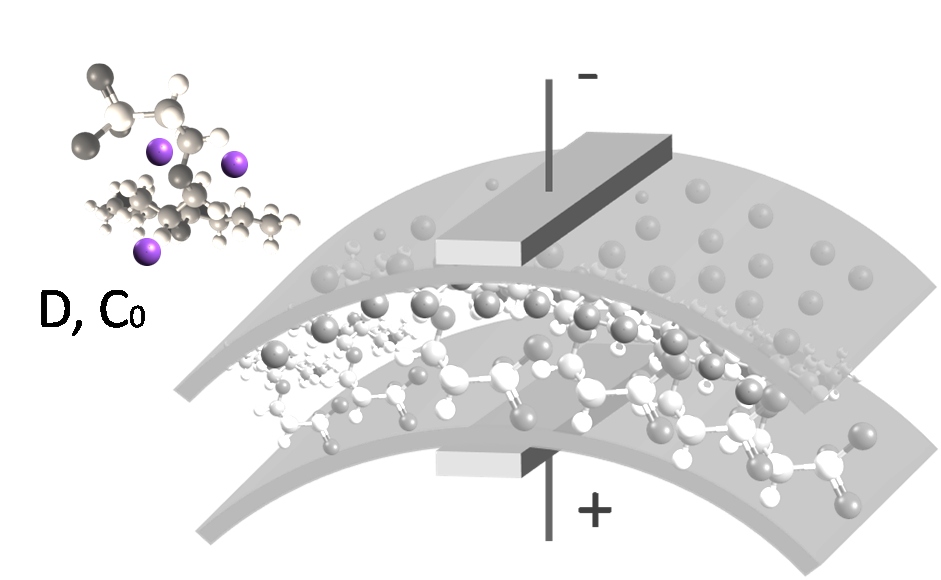 -
D, C₀
+